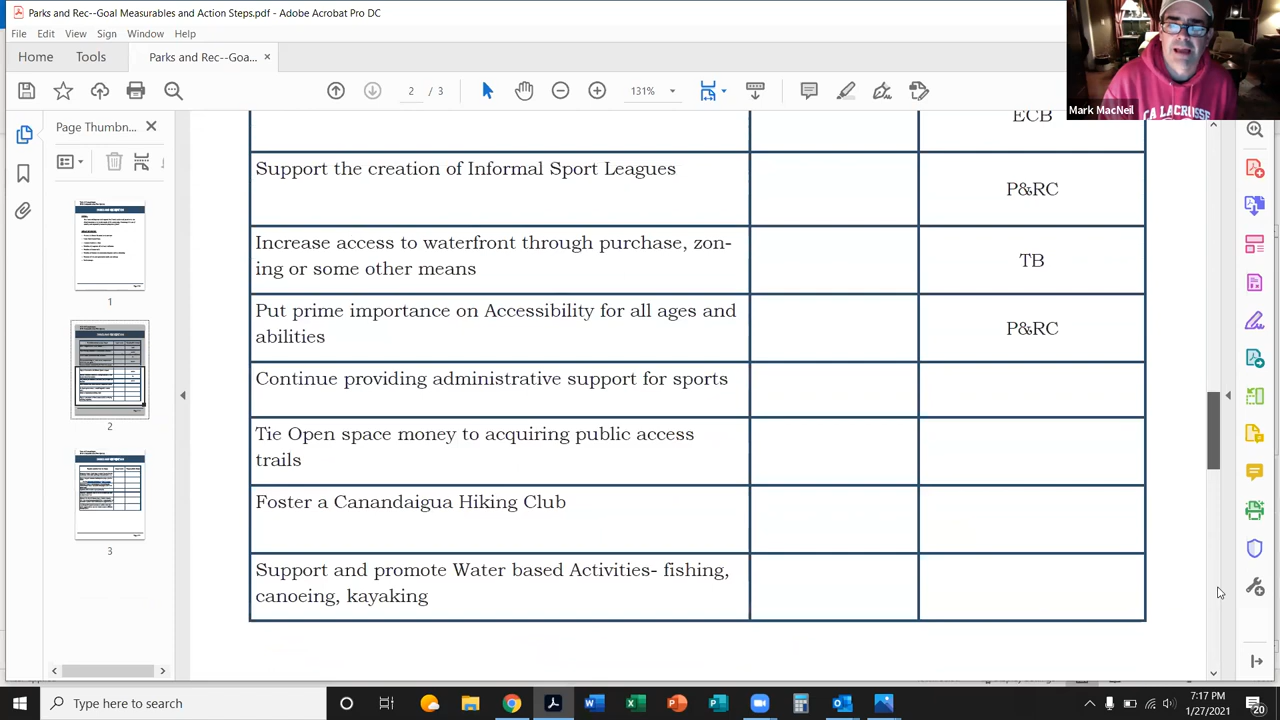 Parks and Rec--Goal Measurables and Action Steps.pdf - Adobe Acrobat Pro DC
File Edit View Sign Window Help
Home Tools Parks and Rec--Goa... ×
2 / 3
131%
Mark MacNeil
CA LACROSSE
Page Thumbn...
1
2
3
ECB
Support the creation of Informal Sport Leagues
P&RC
Increase access to waterfront through purchase, zon-
ing or some other means
TB
Put prime importance on Accessibility for all ages and
abilities
P&RC
Continue providing administrative support for sports
Tie Open space money to acquiring public access
trails
Foster a Canandaigua Hiking Club
Support and promote Water based Activities- fishing,
canoeing, kayaking
Type here to search
7:17 PM
1/27/2021
20